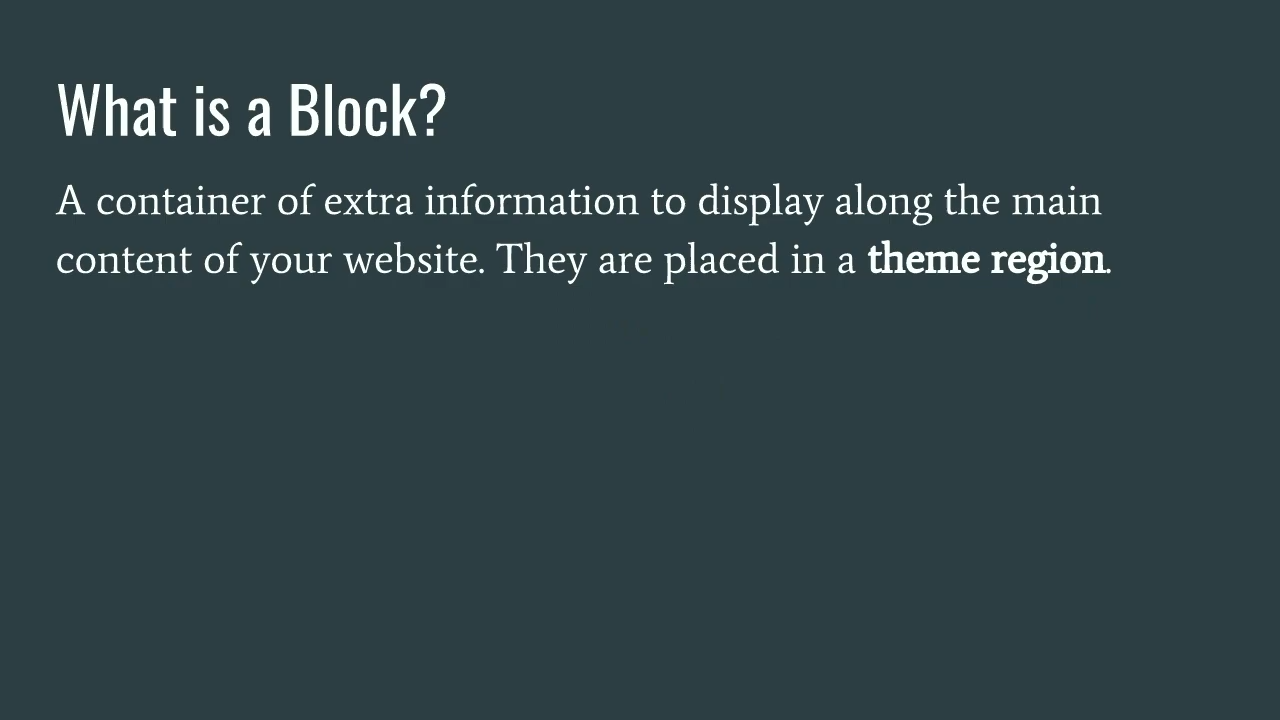 What is a Block?
A container of extra information to display along the main
content of your website. They are placed in a theme region.